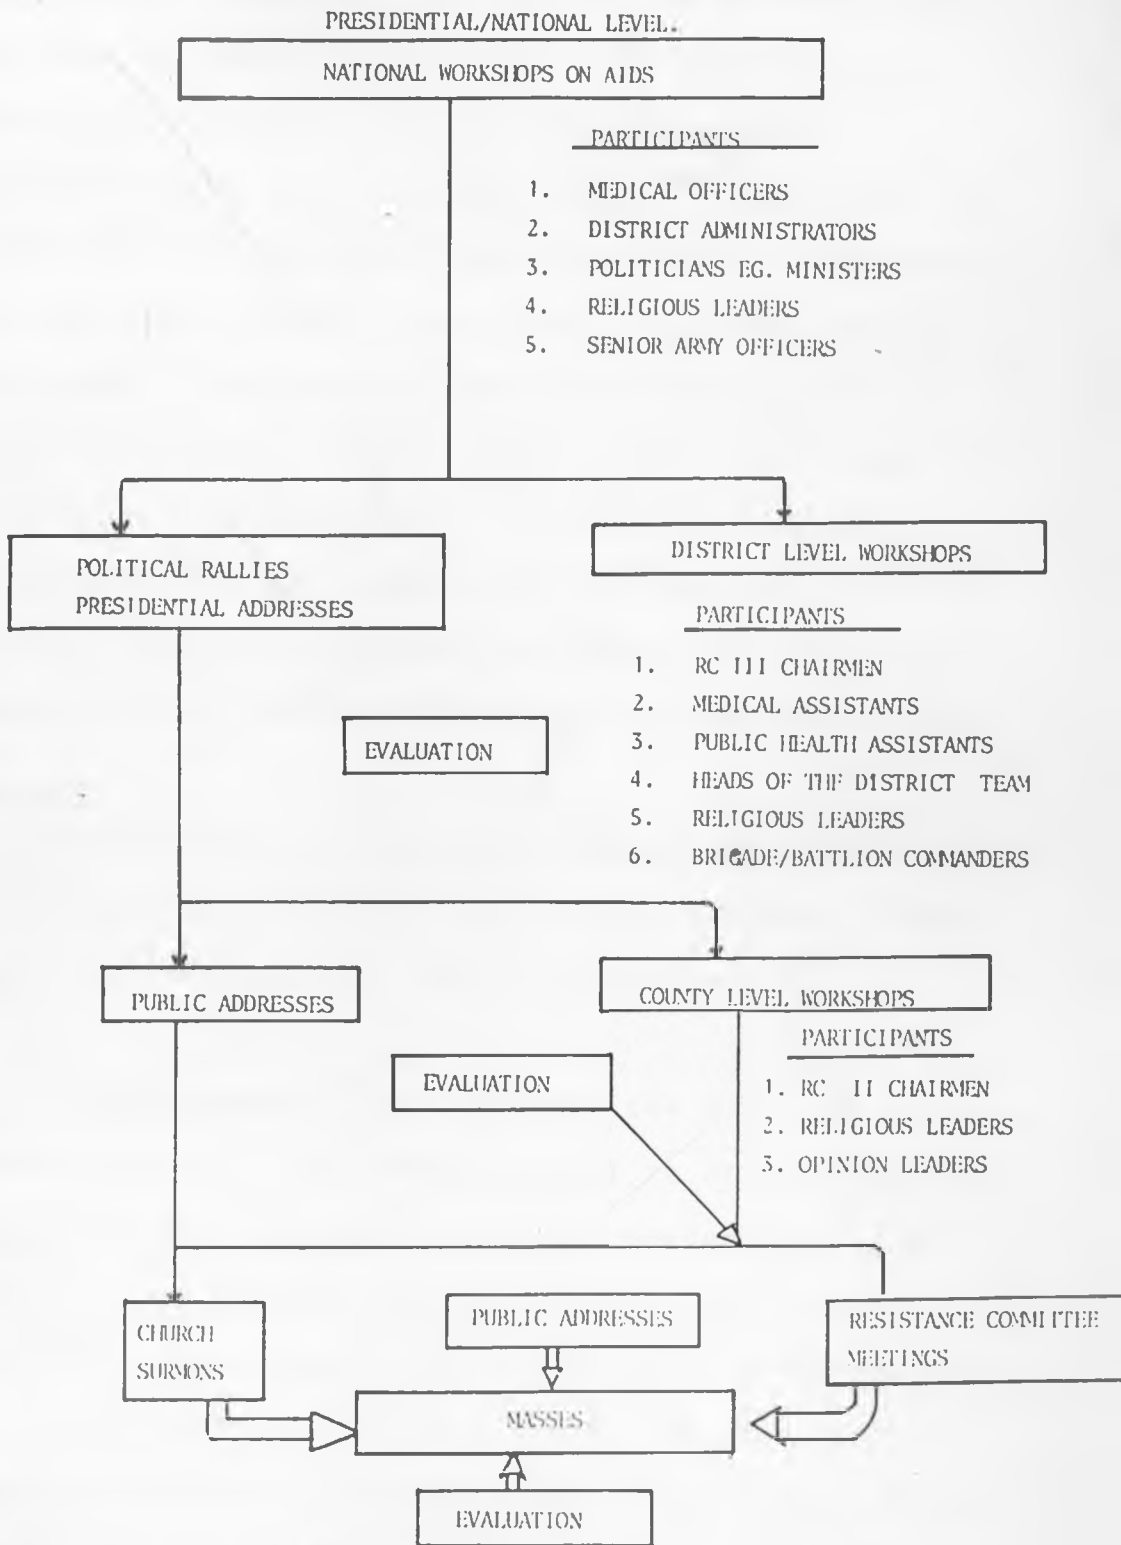 PRESIDENTIAL/NATIONAL LEVEL.
NATIONAL WORKSHOPS ON AIDS
PARTICIPANTS
1. MEDICAL OFFICERS
2. DISTRICT ADMINISTRATORS
3. POLITICIANS EG. MINISTERS
4. RELIGIOUS LEADERS
5. SENIOR ARMY OFFICERS
POLITICAL RALLIES
PRESIDENTIAL ADDRESSES
DISTRICT LEVEL WORKSHOPS
PARTICIPANTS
1. RC III CHAIRMEN
2. MEDICAL ASSISTANTS
3. PUBLIC HEALTH ASSISTANTS
4. HEADS OF THE DISTRICT TEAM
5. RELIGIOUS LEADERS
6. BRIGADE/BATTLION COMMANDERS
EVALUATION
PUBLIC ADDRESSES
COUNTY LEVEL WORKSHOPS
PARTICIPANTS
1. RC II CHAIRMEN
2. RELIGIOUS LEADERS
3. OPINION LEADERS
EVALUATION
CHURCH
SURMONS
PUBLIC ADDRESSES
RESISTANCE COMMITTEE
MEETINGS
MASSES
EVALUATION